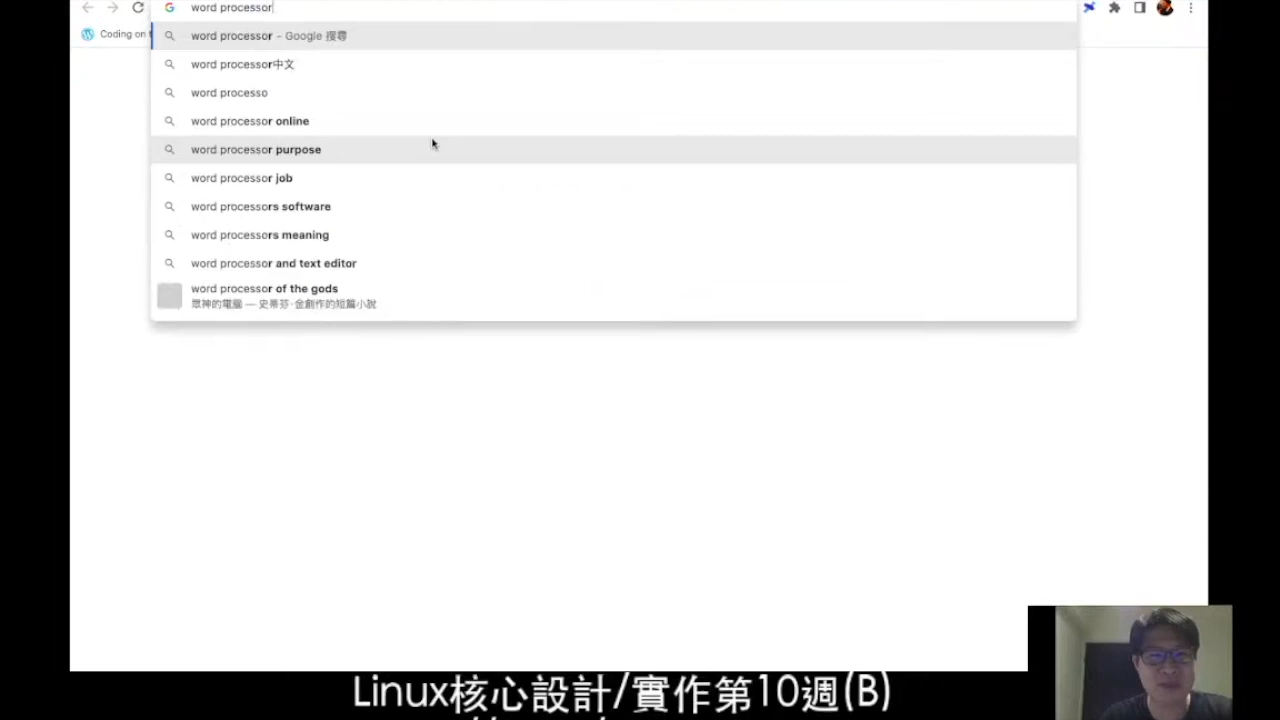 word processor
Coding on
word processor – Google 搜尋
word processor中文
word processo
word processor online
word processor purpose
word processor job
word processors software
word processors meaning
word processor and text editor
word processor of the gods
眾神的電腦 — 史蒂芬·金創作的短篇小說
Linux核心設計/實作第10週(B)